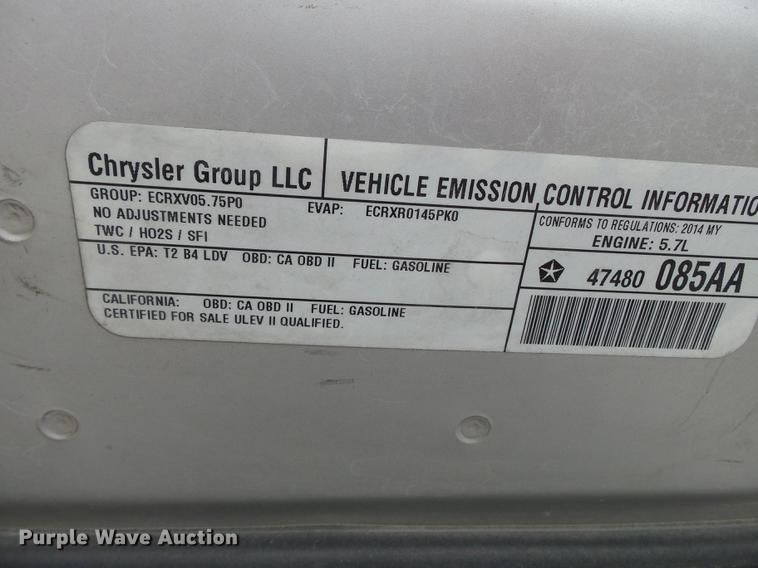 Chrysler Group LLC
VEHICLE EMISSION CONTROL INFORMATIO
GROUP: ECRXV05.75P0 EVAP: ECRXR0145PK0
NO ADJUSTMENTS NEEDED
TWC / HO2S / SFI
CONFORMS TO REGULATIONS: 2014 MY
ENGINE: 5.7L
U.S. EPA: T2 B4 LDV OBD: CA OBD II FUEL: GASOLINE
47480 085AA
CALIFORNIA: OBD: CA OBD II FUEL: GASOLINE
CERTIFIED FOR SALE ULEV II QUALIFIED.
Purple Wave Auction